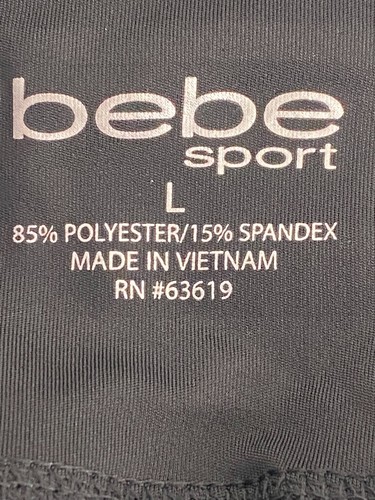 bebe
sport
L
85% POLYESTER/15% SPANDEX
MADE IN VIETNAM
RN #63619